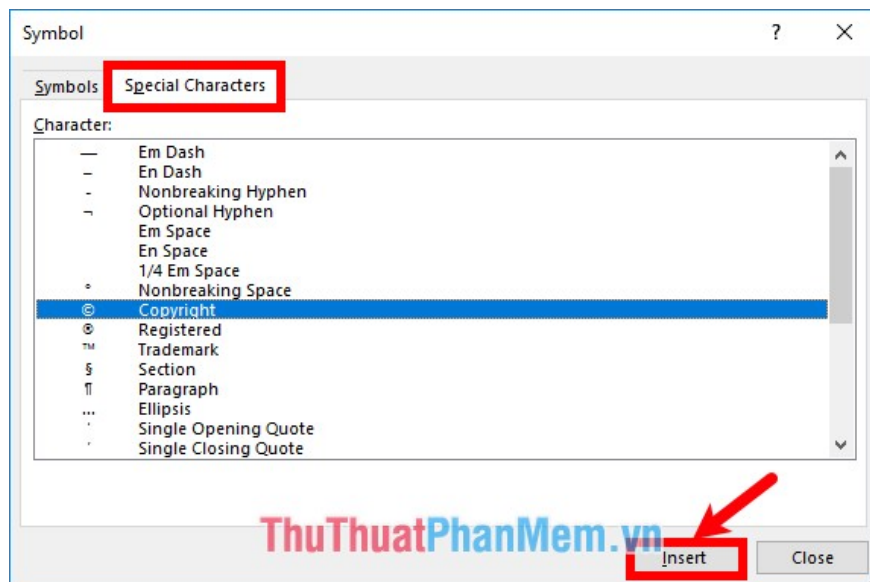 Symbol ? ×
Symbols Special Characters
Character:
— Em Dash
– En Dash
- Nonbreaking Hyphen
¬ Optional Hyphen
Em Space
En Space
1/4 Em Space
° Nonbreaking Space
© Copyright
® Registered
™ Trademark
§ Section
¶ Paragraph
... Ellipsis
‘ Single Opening Quote
’ Single Closing Quote
ThuThuatPhanMem.vn
Insert Close